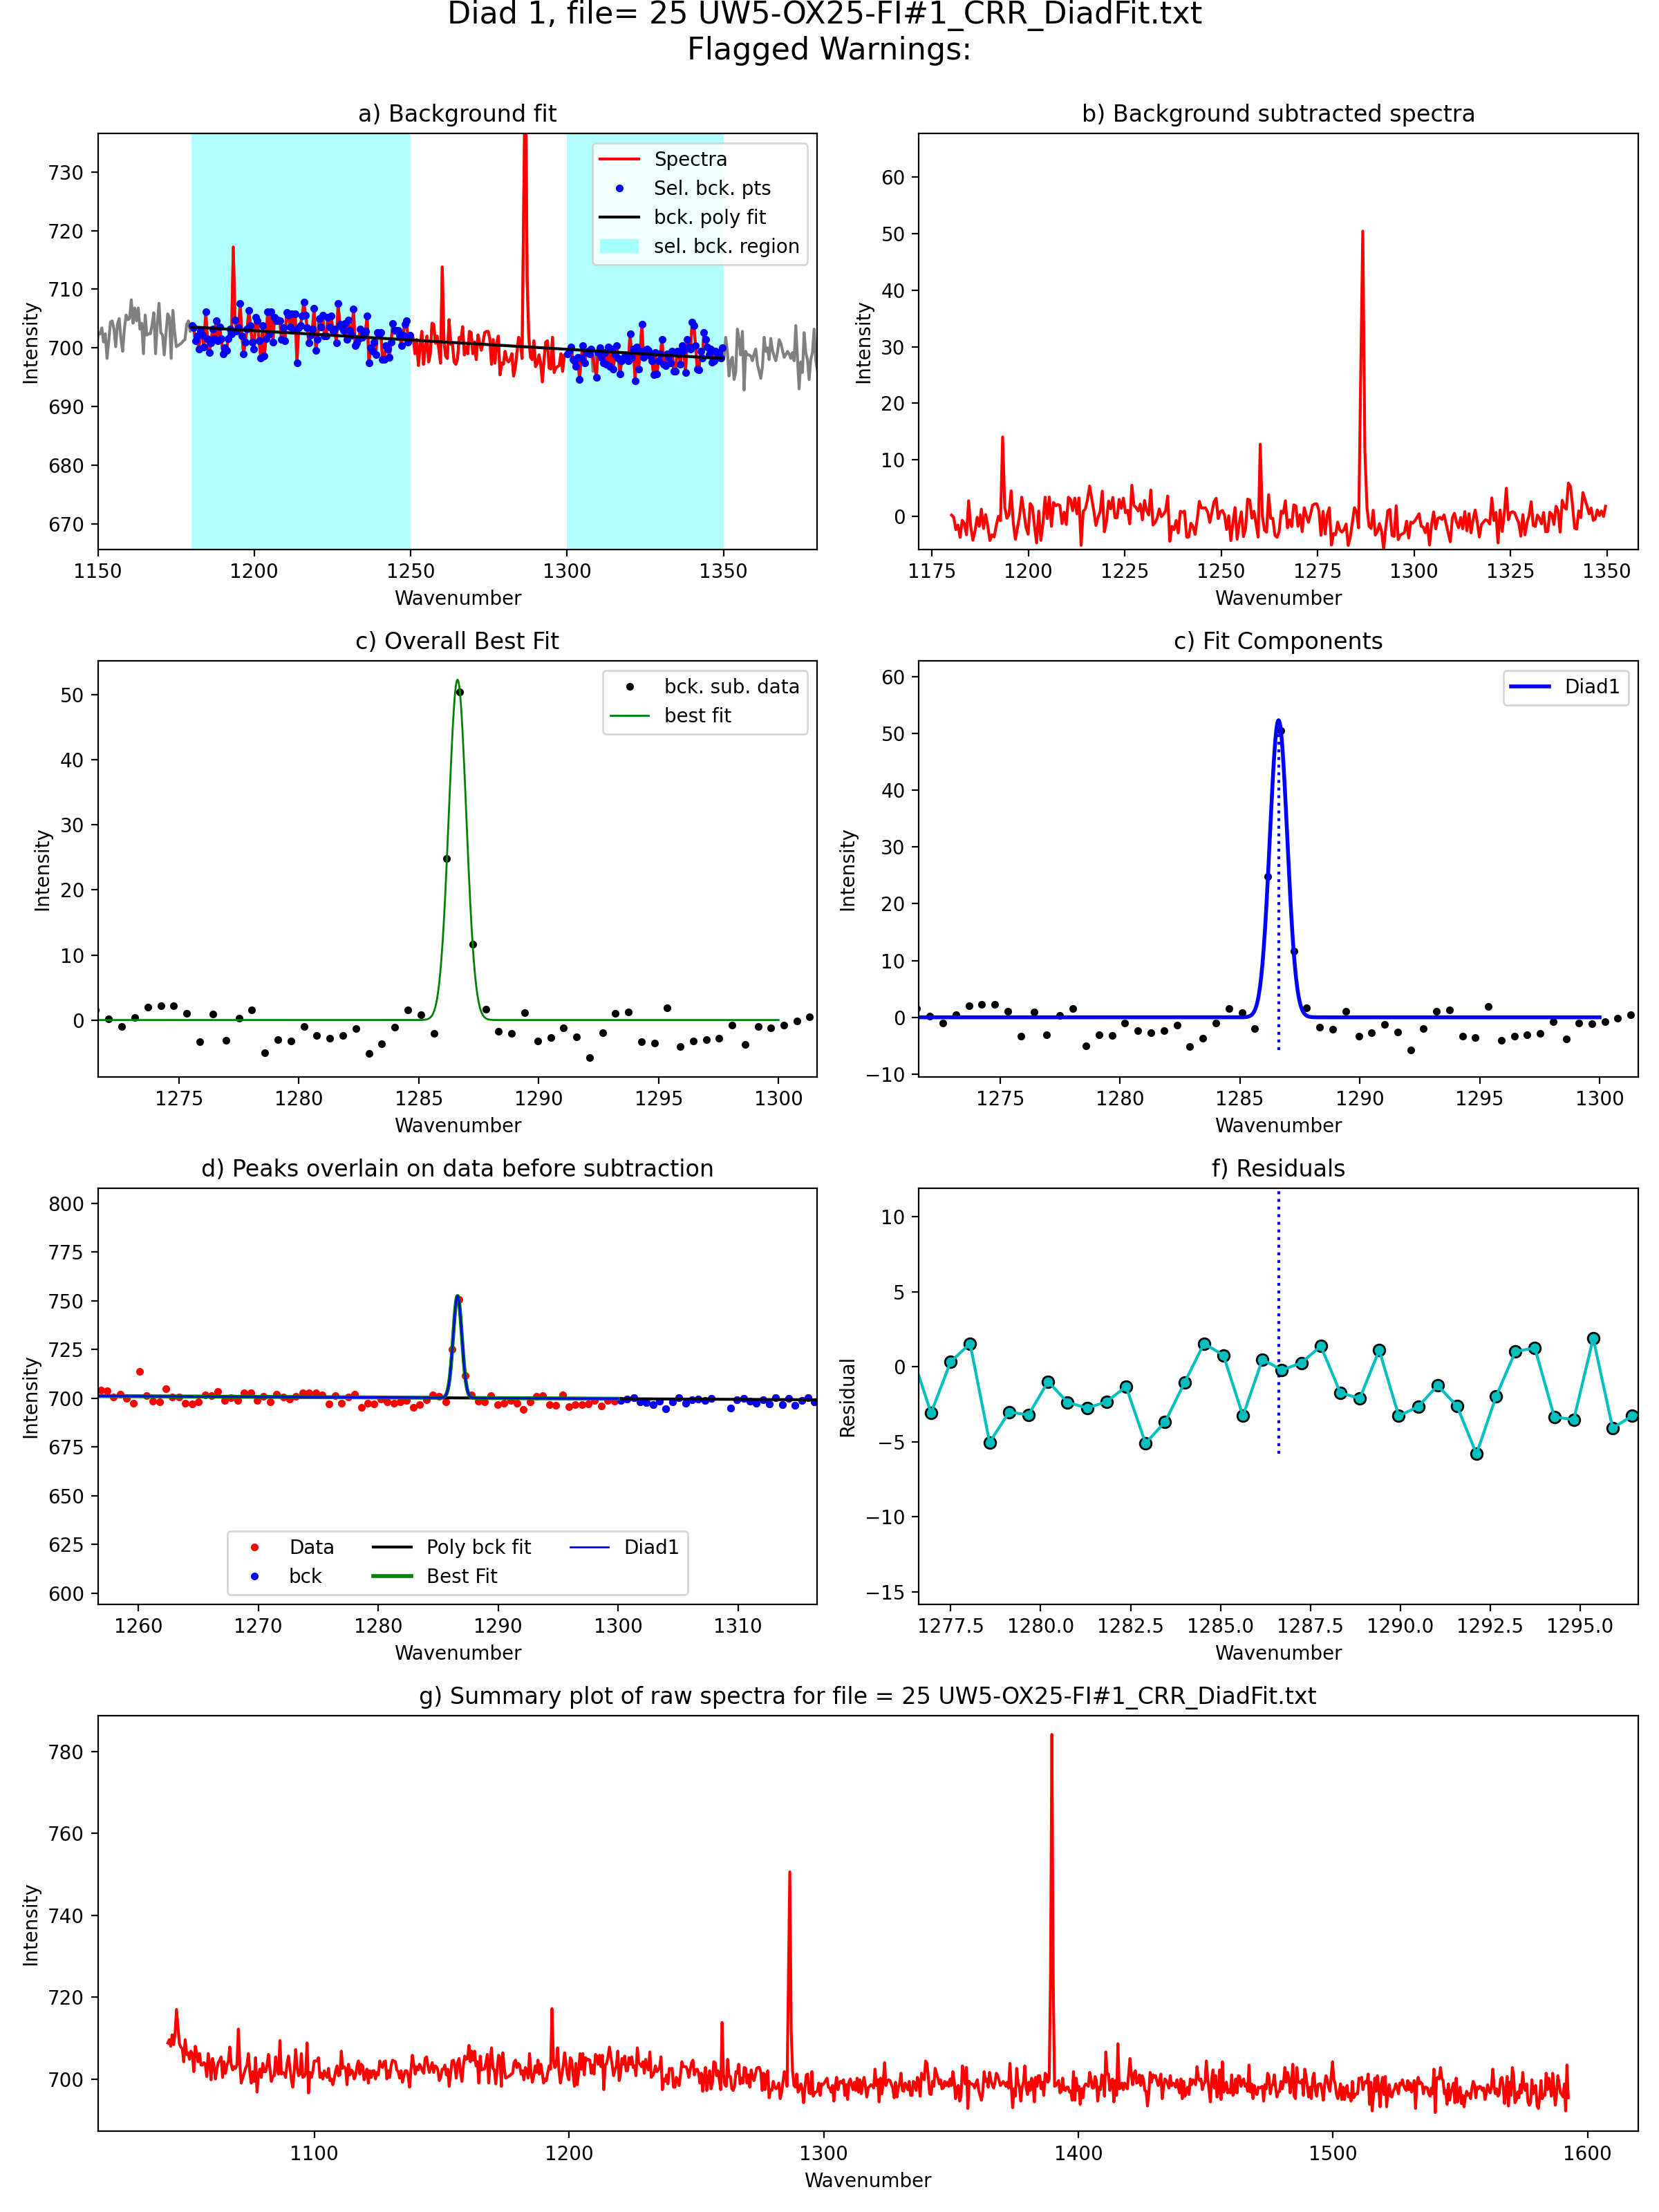 Diad 1, file= 25 UW5-OX25-FI#1_CRR_DiadFit.txt
Flagged Warnings:
a) Background fit
730
720
710
700
690
680
670
Intensity
1150 1200 1250 1300 1350
Wavenumber
Spectra
Sel. bck. pts
bck. poly fit
sel. bck. region
b) Background subtracted spectra
60
50
40
30
20
10
0
Intensity
1175 1200 1225 1250 1275 1300 1325 1350
Wavenumber
c) Overall Best Fit
50
40
30
20
10
0
Intensity
1275 1280 1285 1290 1295 1300
Wavenumber
bck. sub. data
best fit
c) Fit Components
60
50
40
30
20
10
0
−10
Intensity
1275 1280 1285 1290 1295 1300
Wavenumber
Diad1
d) Peaks overlain on data before subtraction
800
775
750
725
700
675
650
625
600
Intensity
1260 1270 1280 1290 1300 1310
Wavenumber
Data Poly bck fit Diad1
bck Best Fit
f) Residuals
10
5
0
−5
−10
−15
Residual
1277.5 1280.0 1282.5 1285.0 1287.5 1290.0 1292.5 1295.0
Wavenumber
g) Summary plot of raw spectra for file = 25 UW5-OX25-FI#1_CRR_DiadFit.txt
780
760
740
720
700
Intensity
1100 1200 1300 1400 1500 1600
Wavenumber